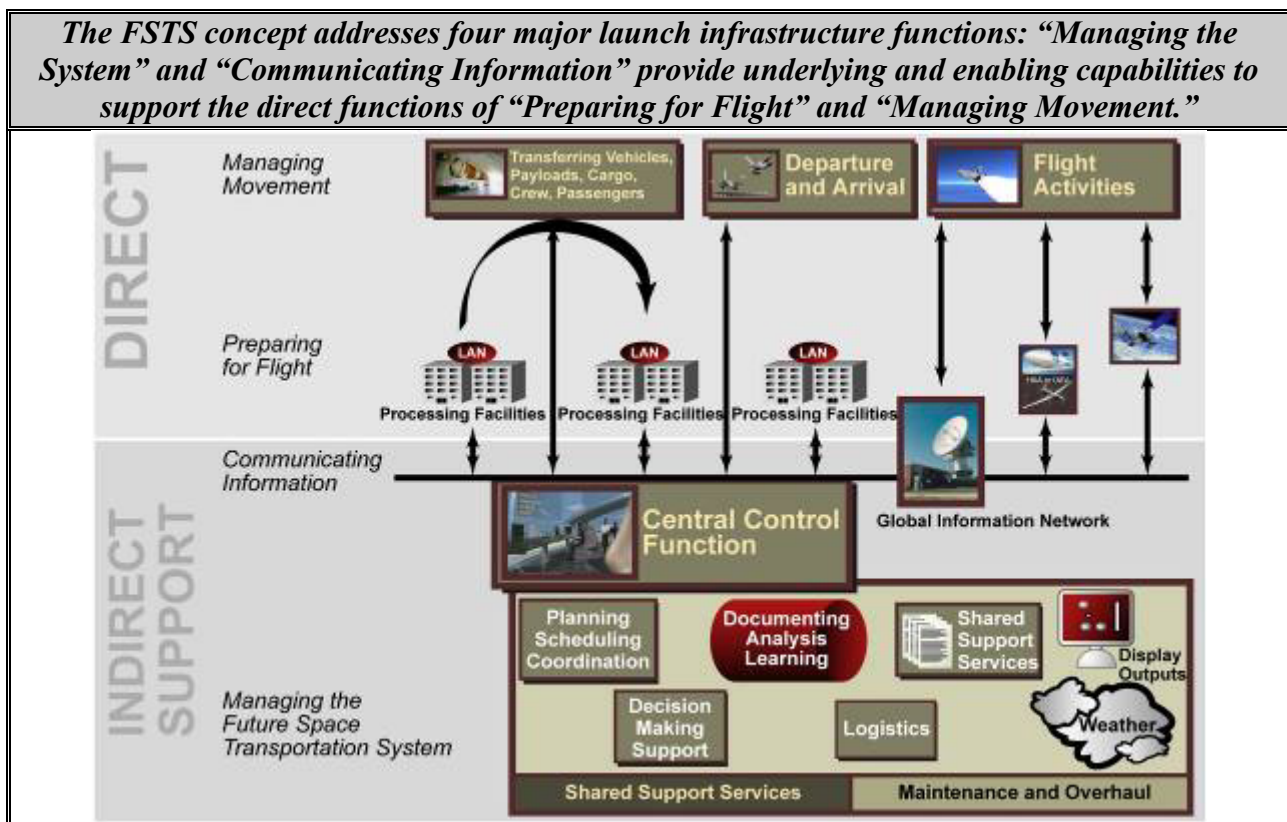 The FSTS concept addresses four major launch infrastructure functions: “Managing the
System” and “Communicating Information” provide underlying and enabling capabilities to
support the direct functions of “Preparing for Flight” and “Managing Movement.”
DIRECT
Managing
Movement
Transferring Vehicles,
Payloads, Cargo,
Crew, Passengers
Departure
and Arrival
Flight
Activities
Preparing
for Flight
LAN
Processing Facilities
LAN
Processing Facilities
LAN
Processing Facilities
INDIRECT
SUPPORT
Communicating
Information
Central Control
Function
Global Information Network
Managing the
Future Space
Transportation System
Planning
Scheduling
Coordination
Documenting
Analysis
Learning
Shared
Support
Services
Display
Outputs
Decision
Making
Support
Logistics
Weather
Shared Support Services
Maintenance and Overhaul